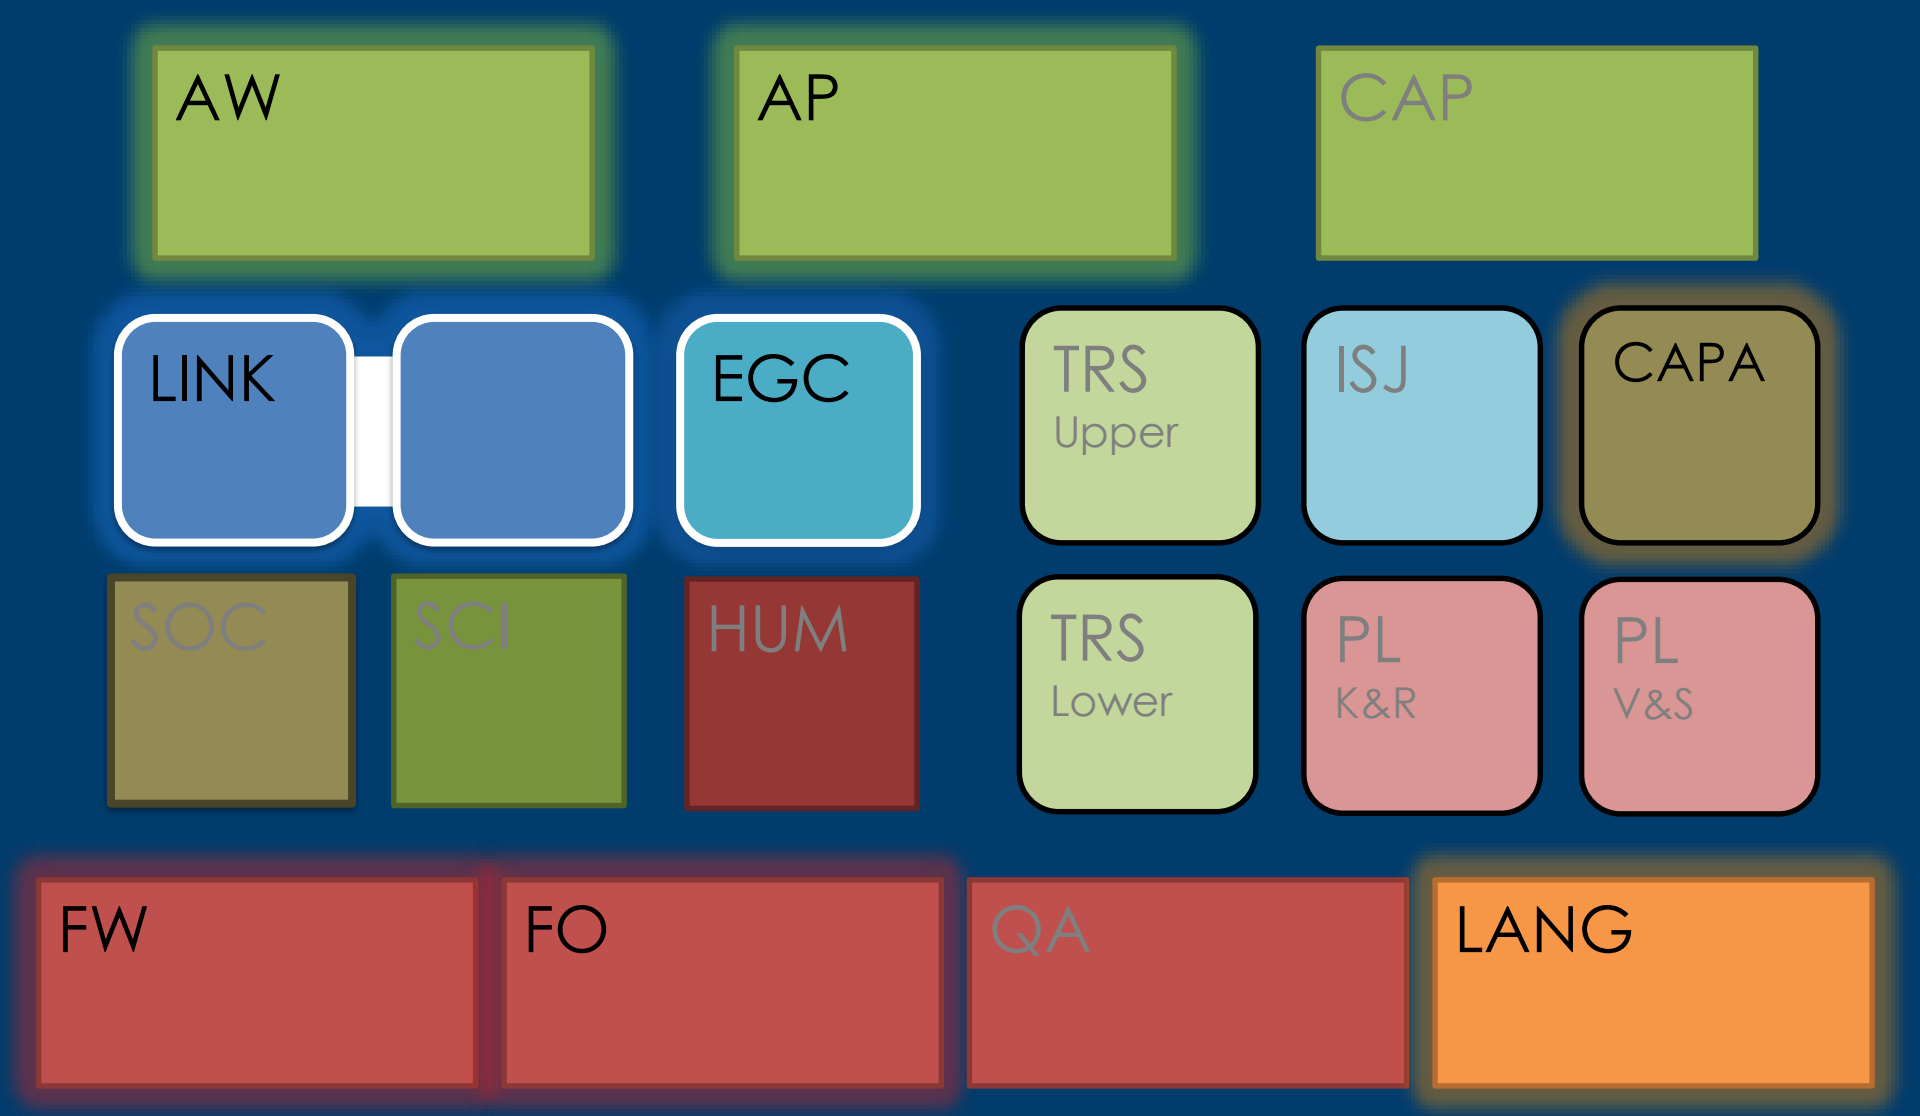 AW
AP
CAP
LINK
EGC
TRS
Upper
ISJ
CAPA
SOC
SCI
HUM
TRS
Lower
PL
K&R
PL
V&S
FW
FO
QA
LANG